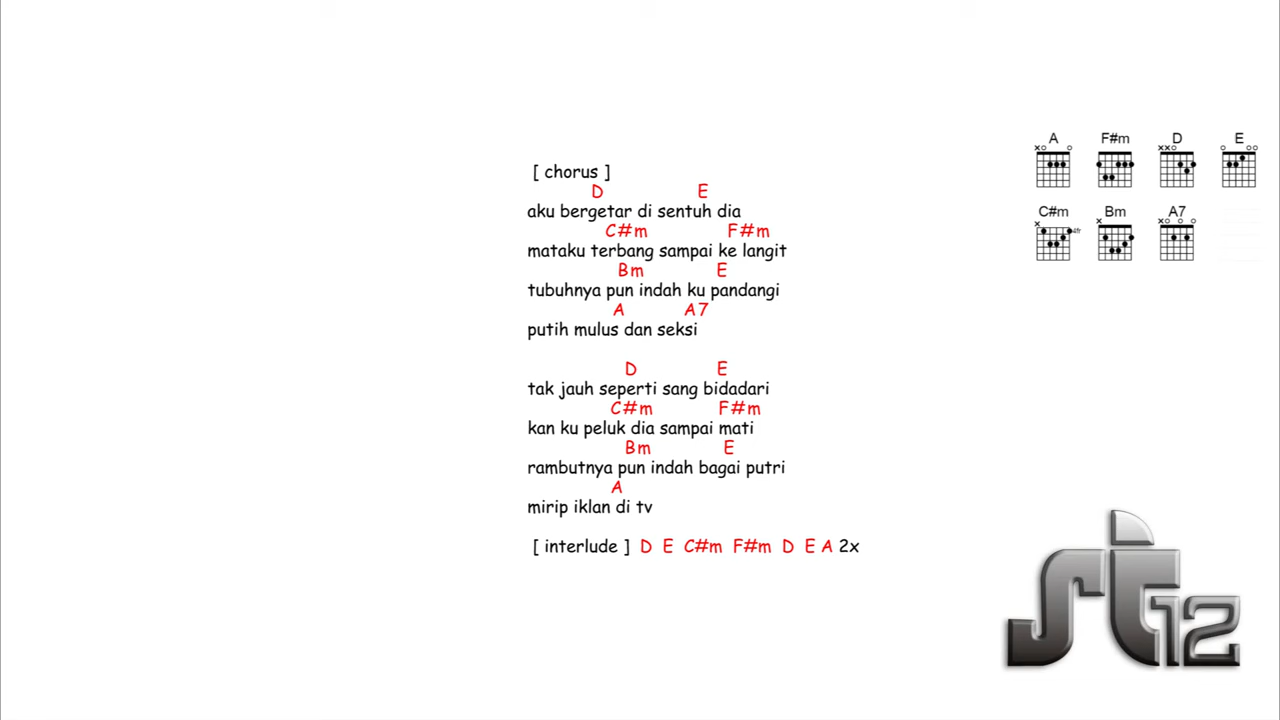 [ chorus ]
D E
aku bergetar di sentuh dia
C#m F#m
mataku terbang sampai ke langit
Bm E
tubuhnya pun indah ku pandangi
A A7
putih mulus dan seksi
D E
tak jauh seperti sang bidadari
C#m F#m
kan ku peluk dia sampai mati
Bm E
rambutnya pun indah bagai putri
A
mirip iklan di tv
[ interlude ] D E C#m F#m D E A 2x
A F#m D E
C#m Bm A7
4fr
ST12